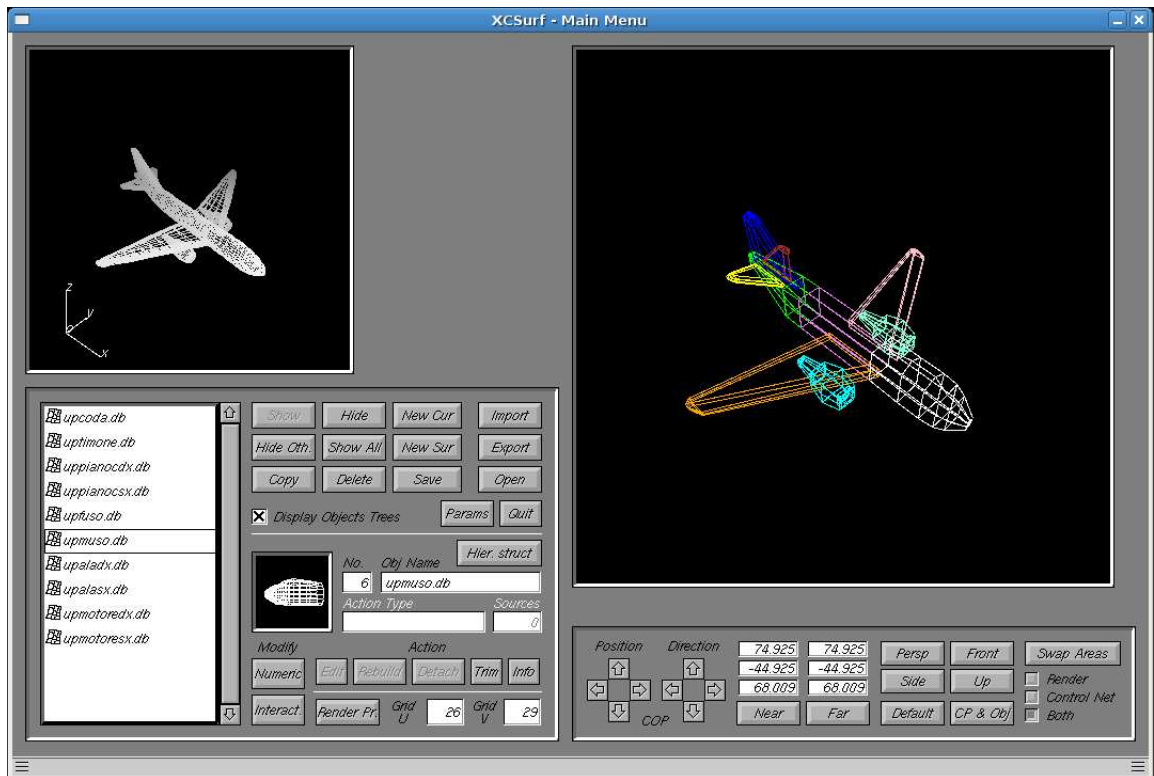 XCSurf - Main Menu
z
y
x
upcoda.db
uptimone.db
uppianocdx.db
uppianocsx.db
upfuso.db
upmuso.db
upaladx.db
upalasx.db
upmotoredx.db
upmotoresx.db
Show Hide New Cur Import
Hide Oth. Show All New Sur Export
Copy Delete Save Open
Display Objects Trees Params Quit
Hier. struct
No. Obj Name
6 upmuso.db
Action Type Sources
0
Modify Action
Numeric Edit Rebuild Detach Trim Info
Interact. Render Pr. Grid U 26 Grid V 29
Position Direction
COP
74.925 74.925
-44.925 -44.925
68.009 68.009
Near Far
Persp Front
Side Up
Default CP & Obj
Swap Areas
Render
Control Net
Both